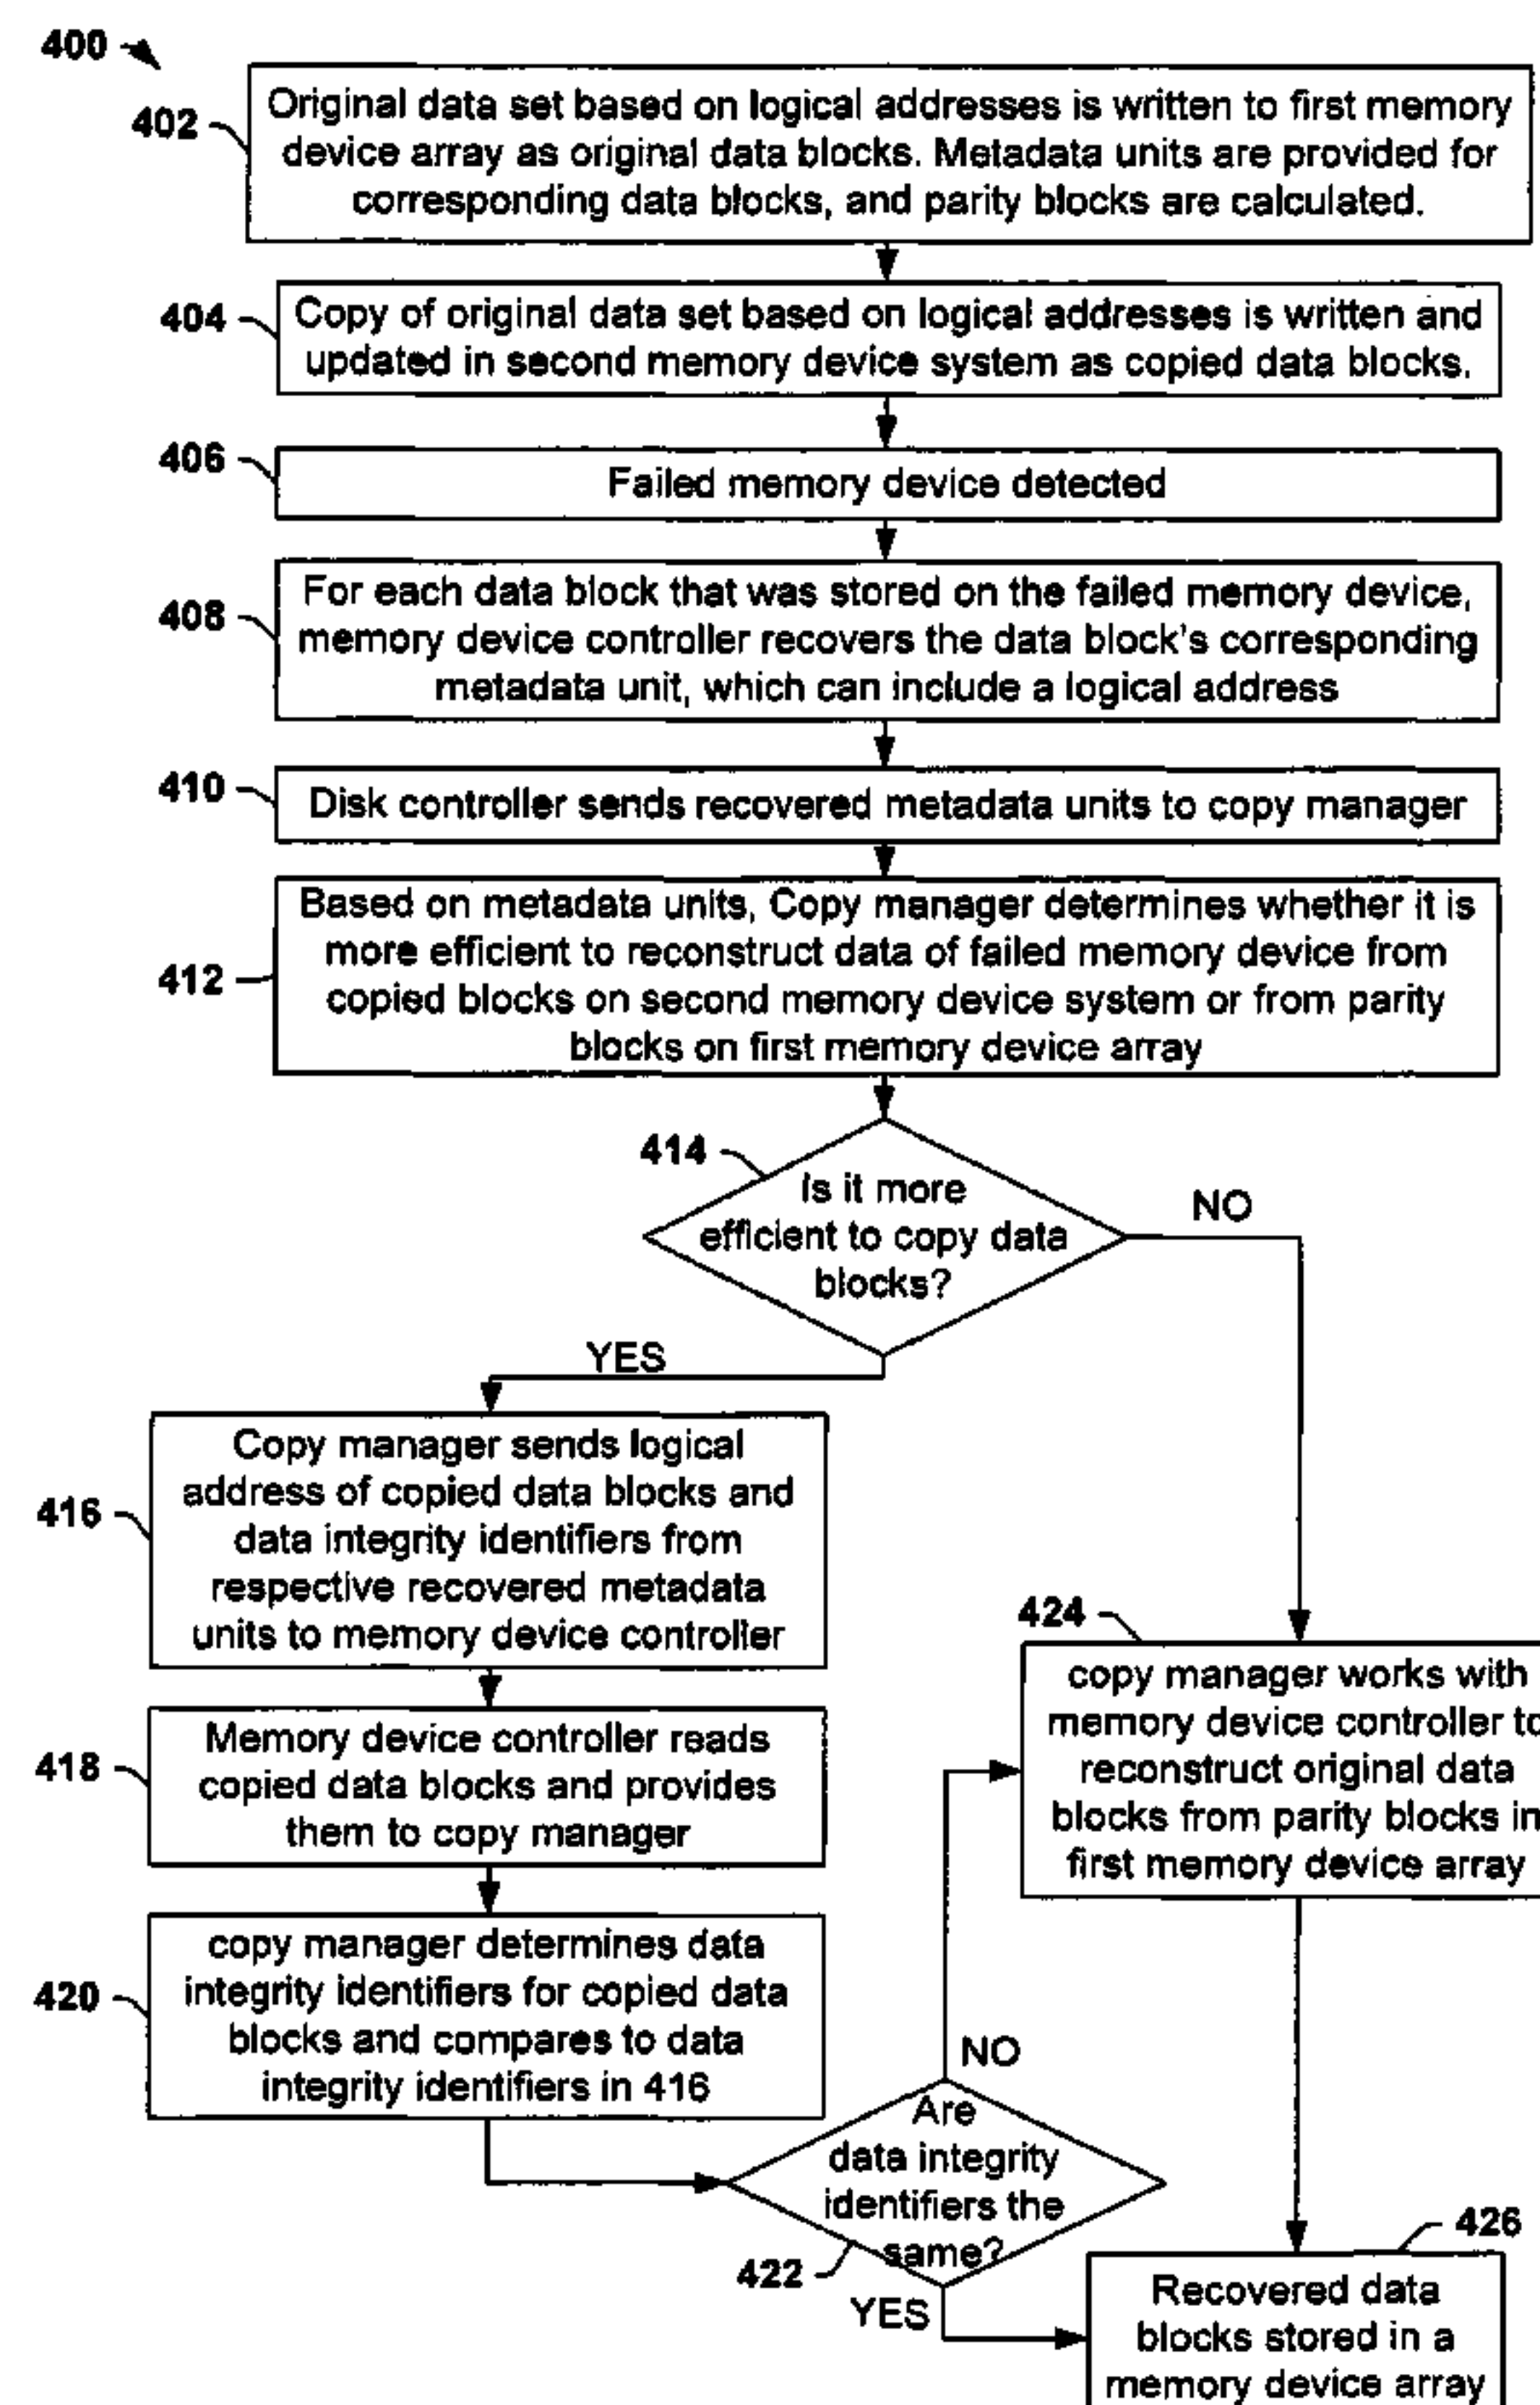 400
402
Original data set based on logical addresses is written to first memory
device array as original data blocks. Metadata units are provided for
corresponding data blocks, and parity blocks are calculated.
404
Copy of original data set based on logical addresses is written and
updated in second memory device system as copied data blocks.
406
Failed memory device detected
408
For each data block that was stored on the failed memory device,
memory device controller recovers the data block's corresponding
metadata unit, which can include a logical address
410
Disk controller sends recovered metadata units to copy manager
412
Based on metadata units, Copy manager determines whether it is
more efficient to reconstruct data of failed memory device from
copied blocks on second memory device system or from parity
blocks on first memory device array
414
Is it more
efficient to copy data
blocks?
NO
YES
416
Copy manager sends logical
address of copied data blocks and
data integrity identifiers from
respective recovered metadata
units to memory device controller
418
Memory device controller reads
copied data blocks and provides
them to copy manager
420
copy manager determines data
integrity identifiers for copied data
blocks and compares to data
integrity identifiers in 416
424
copy manager works with
memory device controller to
reconstruct original data
blocks from parity blocks in
first memory device array
NO
Are
data integrity
identifiers the
same?
422
YES
426
Recovered data
blocks stored in a
memory device array